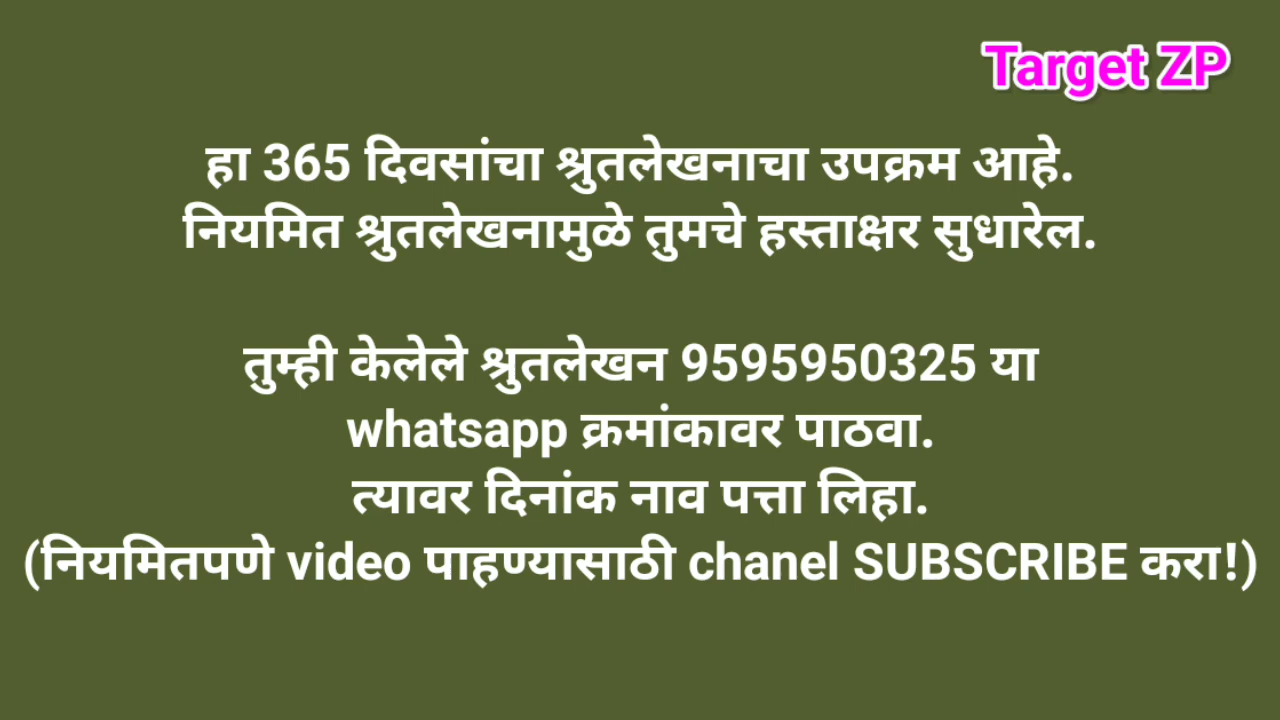 Target ZP
हा 365 दिवसांचा श्रुतलेखनाचा उपक्रम आहे.
नियमित श्रुतलेखनामुळे तुमचे हस्ताक्षर सुधारेल.
तुम्ही केलेले श्रुतलेखन 9595950325 या
whatsapp क्रमांकावर पाठवा.
त्यावर दिनांक नाव पत्ता लिहा.
(नियमितपणे video पाहण्यासाठी chanel SUBSCRIBE करा!)